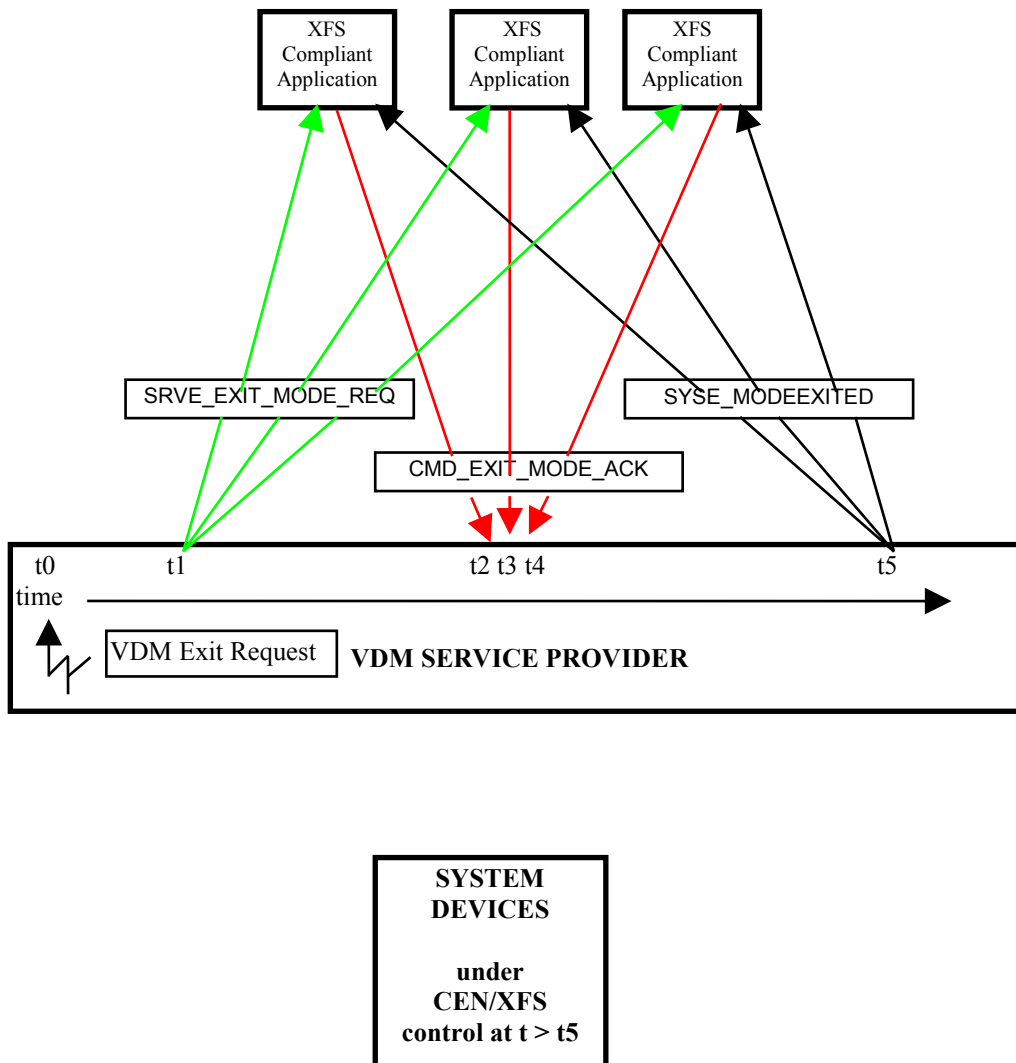 XFS
Compliant
Application
XFS
Compliant
Application
XFS
Compliant
Application
SRVE_EXIT_MODE_REQ
SYSE_MODEEXITED
CMD_EXIT_MODE_ACK
t0
t1
t2 t3 t4
t5
time
VDM Exit Request
VDM SERVICE PROVIDER
SYSTEM
DEVICES
under
CEN/XFS
control at t > t5